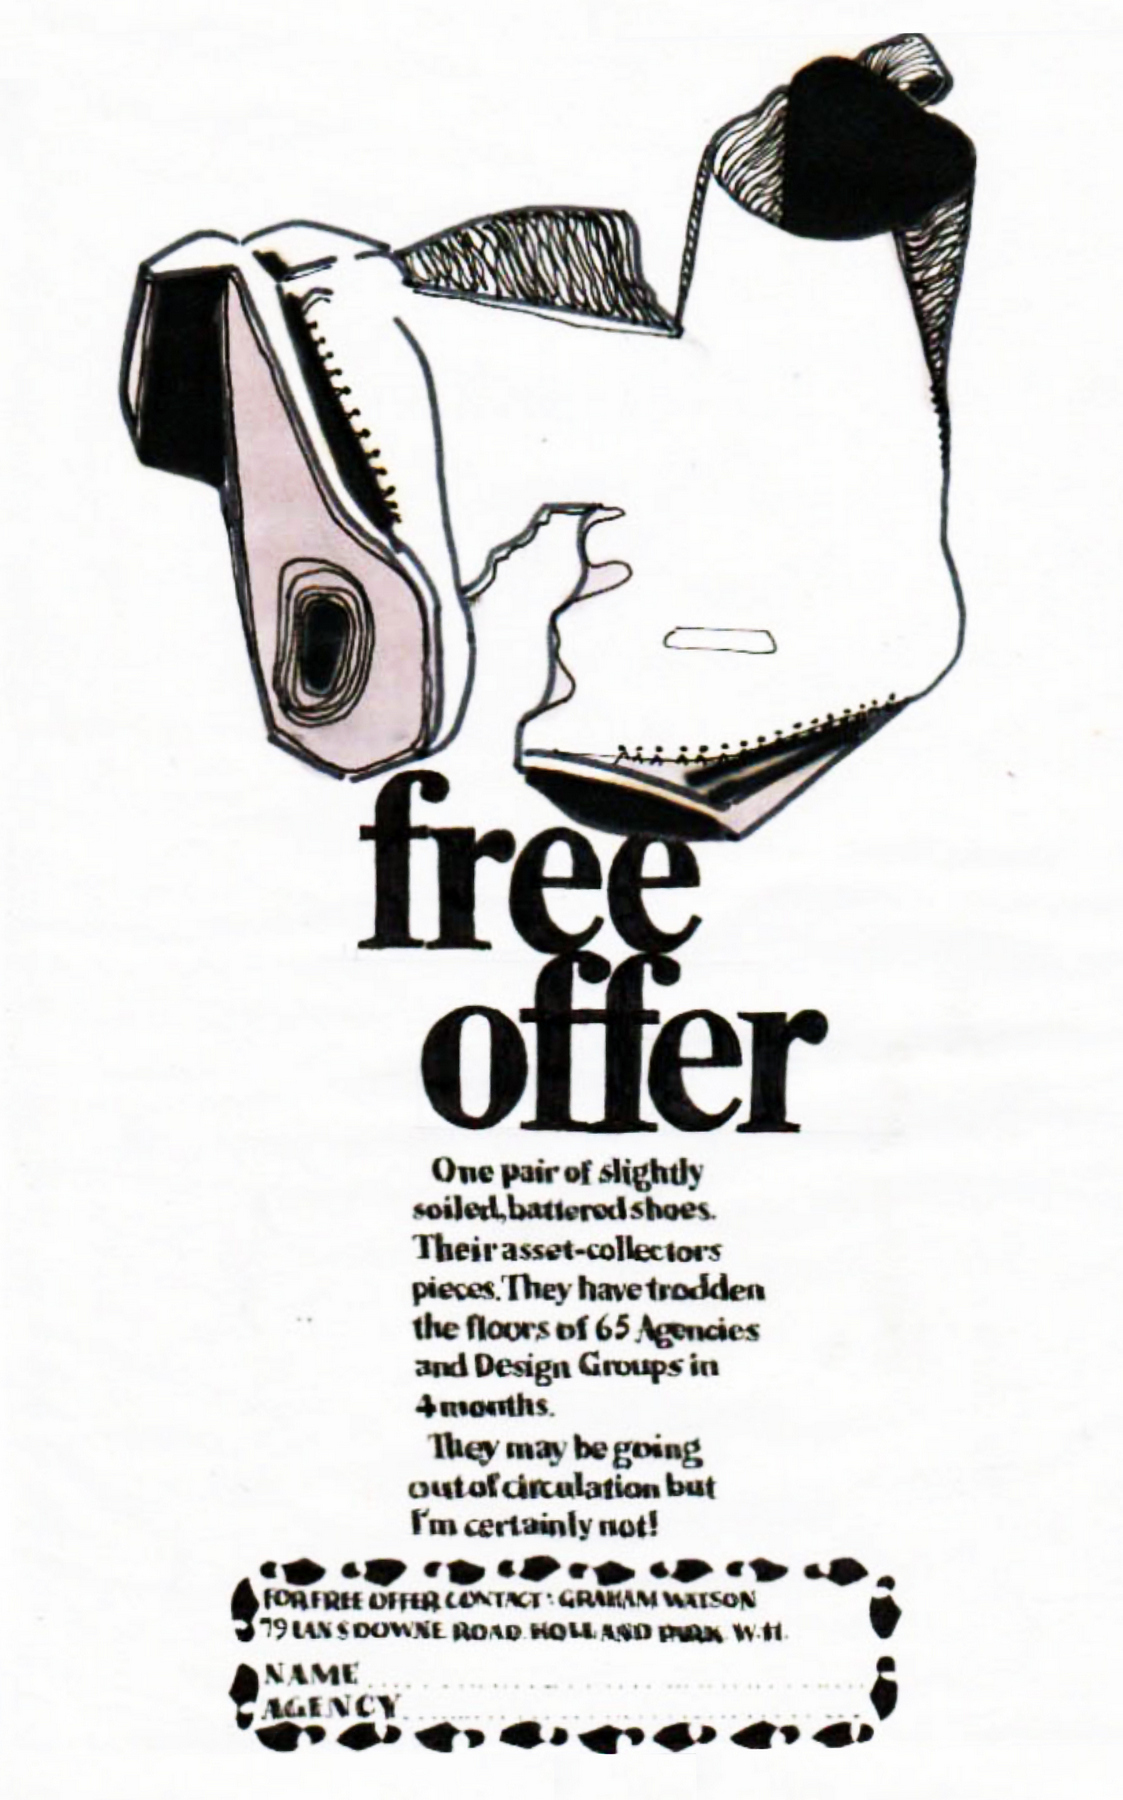 free
offer
One pair of slightly
soiled, battered shoes.
Their asset-collectors
pieces. They have trodden
the floors of 65 Agencies
and Design Groups in
4 months.
They may be going
out of circulation but
I'm certainly not!
FOR FREE OFFER CONTACT: GRAHAM WATSON
79 LANSDOWNE ROAD. HOLLAND PARK. W.11.
NAME
AGENCY